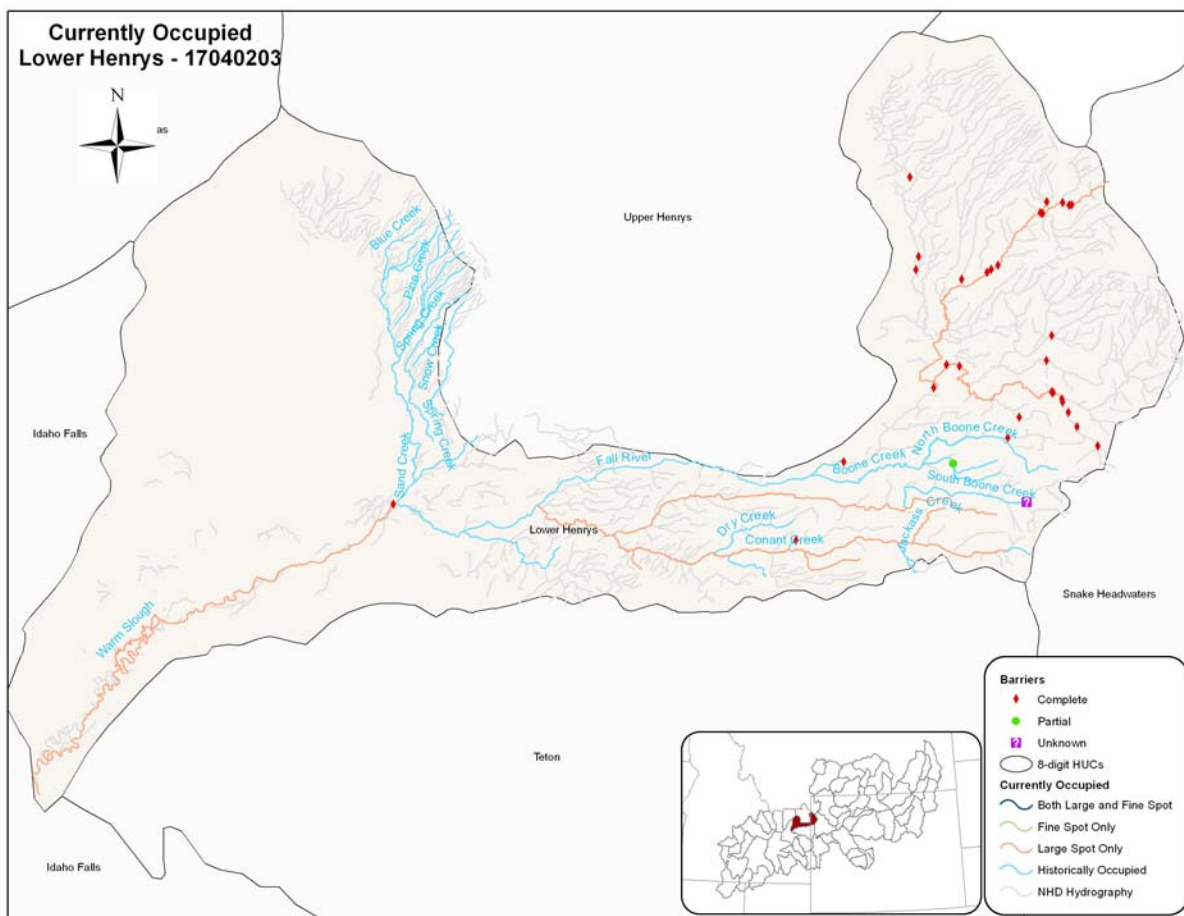 Currently Occupied
Lower Henrys - 17040203
N
as
Upper Henrys
Blue Creek
Pine Creek
Spring Creek
Snow Creek
Spring Creek
Sand Creek
Idaho Falls
Fall River
Boone Creek
North Boone Creek
South Boone Creek
Jackass Creek
Lower Henrys
Dry Creek
Conant Creek
Warm Slough
Snake Headwaters
Teton
Idaho Falls
Barriers
Complete
Partial
? Unknown
8-digit HUCs
Currently Occupied
Both Large and Fine Spot
Fine Spot Only
Large Spot Only
Historically Occupied
NHD Hydrography
?